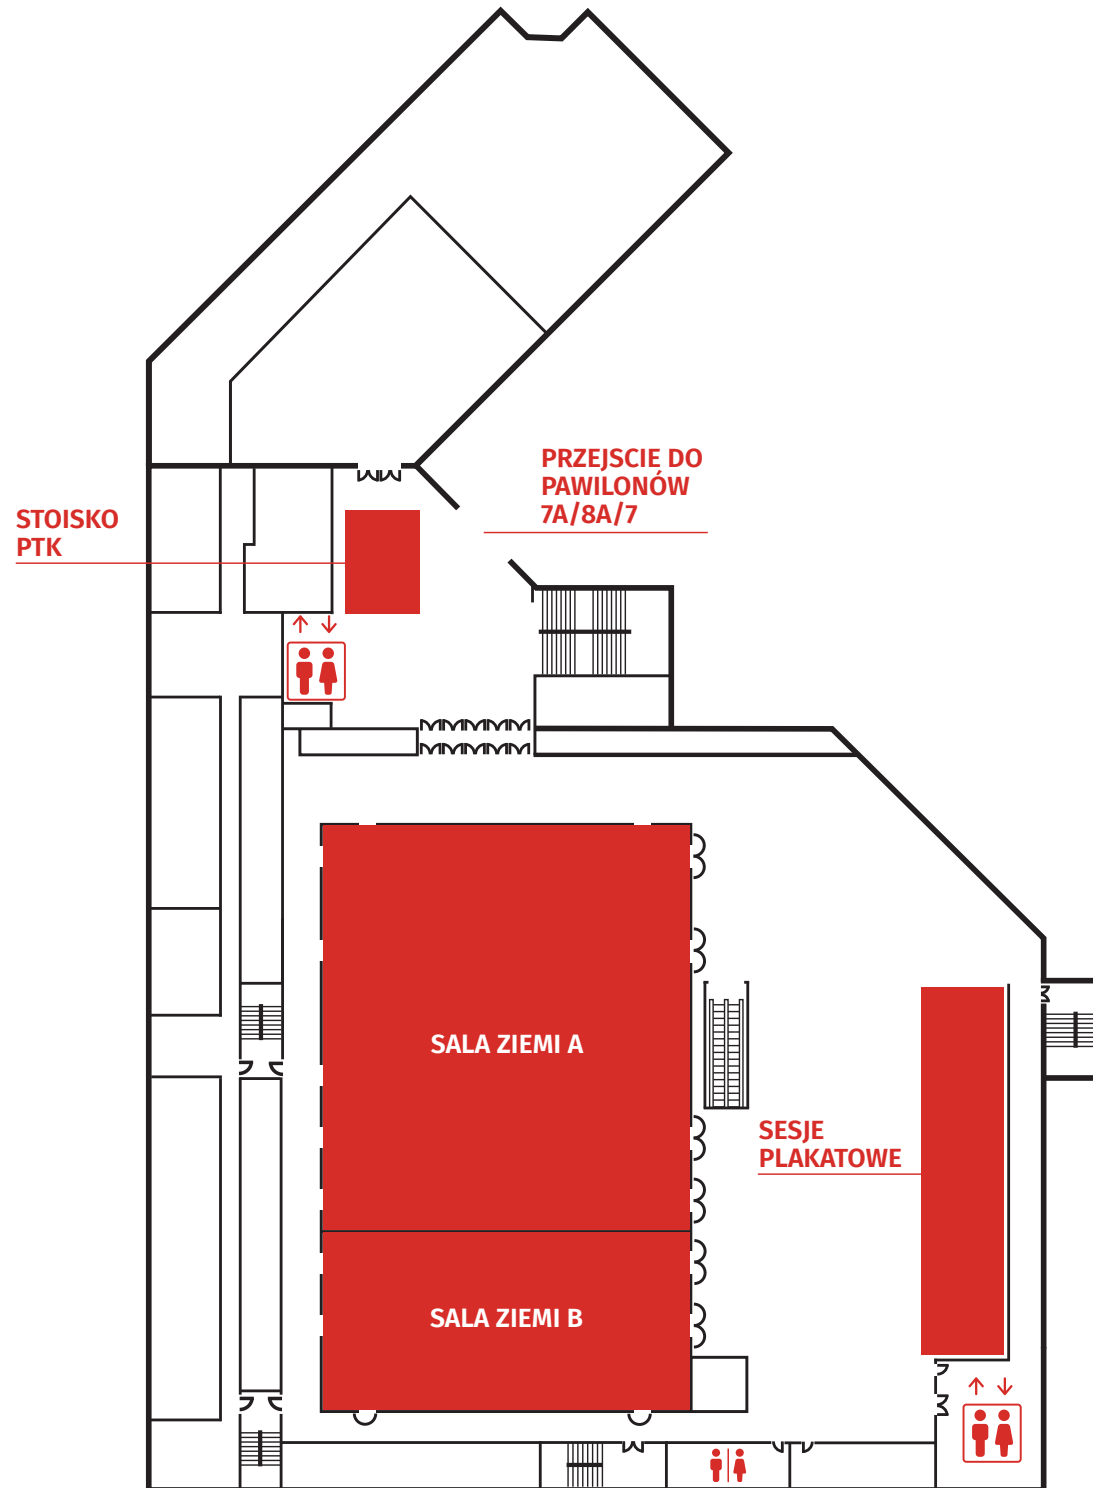 PRZEJSCIE DO
PAWILONÓW
7A/8A/7
STOISKO
PTK
SALA ZIEMI A
SESJE
PLAKATOWE
SALA ZIEMI B